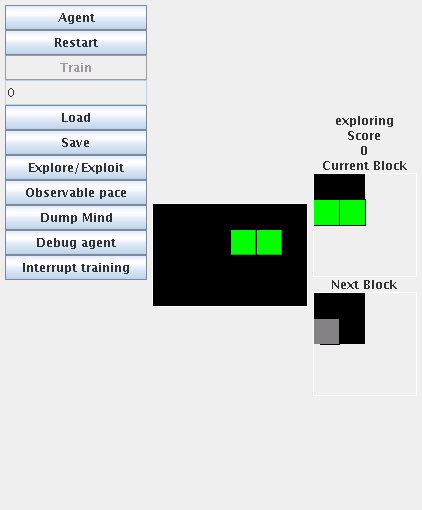 Agent
Restart
Train
0
Load
Save
Explore/Exploit
Observable pace
Dump Mind
Debug agent
Interrupt training
exploring
Score
0
Current Block
Next Block